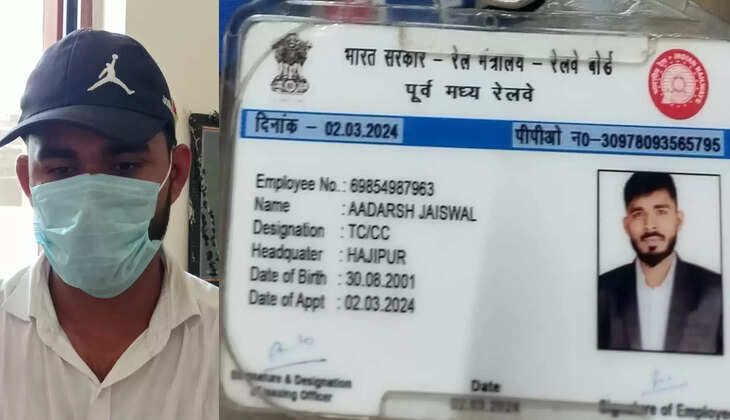 भारत सरकार - रेल मंत्रालय - रेलवे बोर्ड
पूर्व मध्य रेलवे
दिनांक - 02.03.2024 पीपीओ न0-30978093565795
Employee No. : 69854987963
Name : AADARSH JAISWAL
Designation : TC/CC
Headquater : HAJIPUR
Date of Birth : 30.08.2001
Date of Appt : 02.03.2024
Signature & Designation
of Issuing Officer
Date
02.03.2024
Signature of Employee